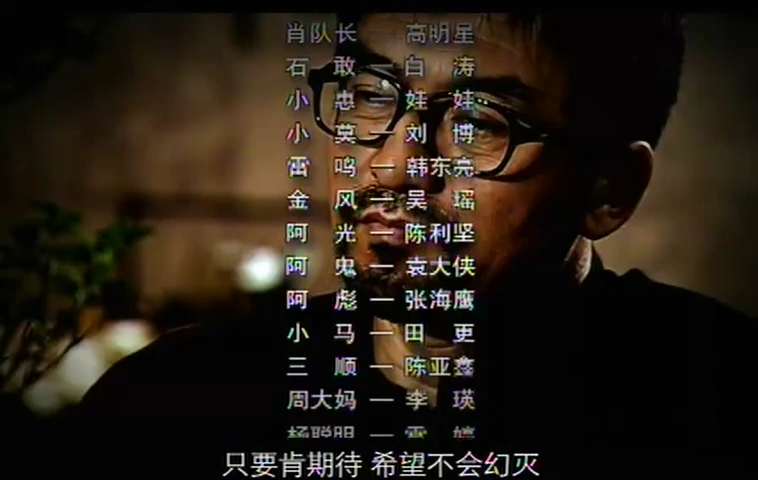 肖队长 — 高明星
石敢 — 白涛
小忠 — 娃娃
小莫 — 刘博
雷鸣 — 韩东亮
金风 — 吴瑶
阿光 — 陈利坚
阿鬼 — 袁大侠
阿彪 — 张海鹰
小马 — 田更
三顺 — 陈亚鑫
周大妈 — 李瑛
杨聪明 —
只要肯期待 希望不会幻灭